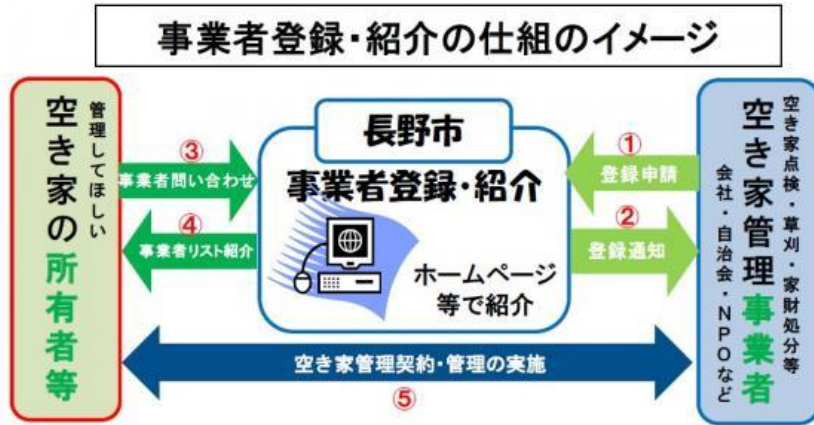 事業者登録・紹介の仕組のイメージ
管理してほしい
空き家の所有者等
③
事業者問い合わせ
④
事業者リスト紹介
長野市
事業者登録・紹介
ホームページ
等で紹介
①
登録申請
②
登録通知
空き家点検・草刈・家財処分等
空き家管理事業者
会社・自治会・NPOなど
空き家管理契約・管理の実施
⑤